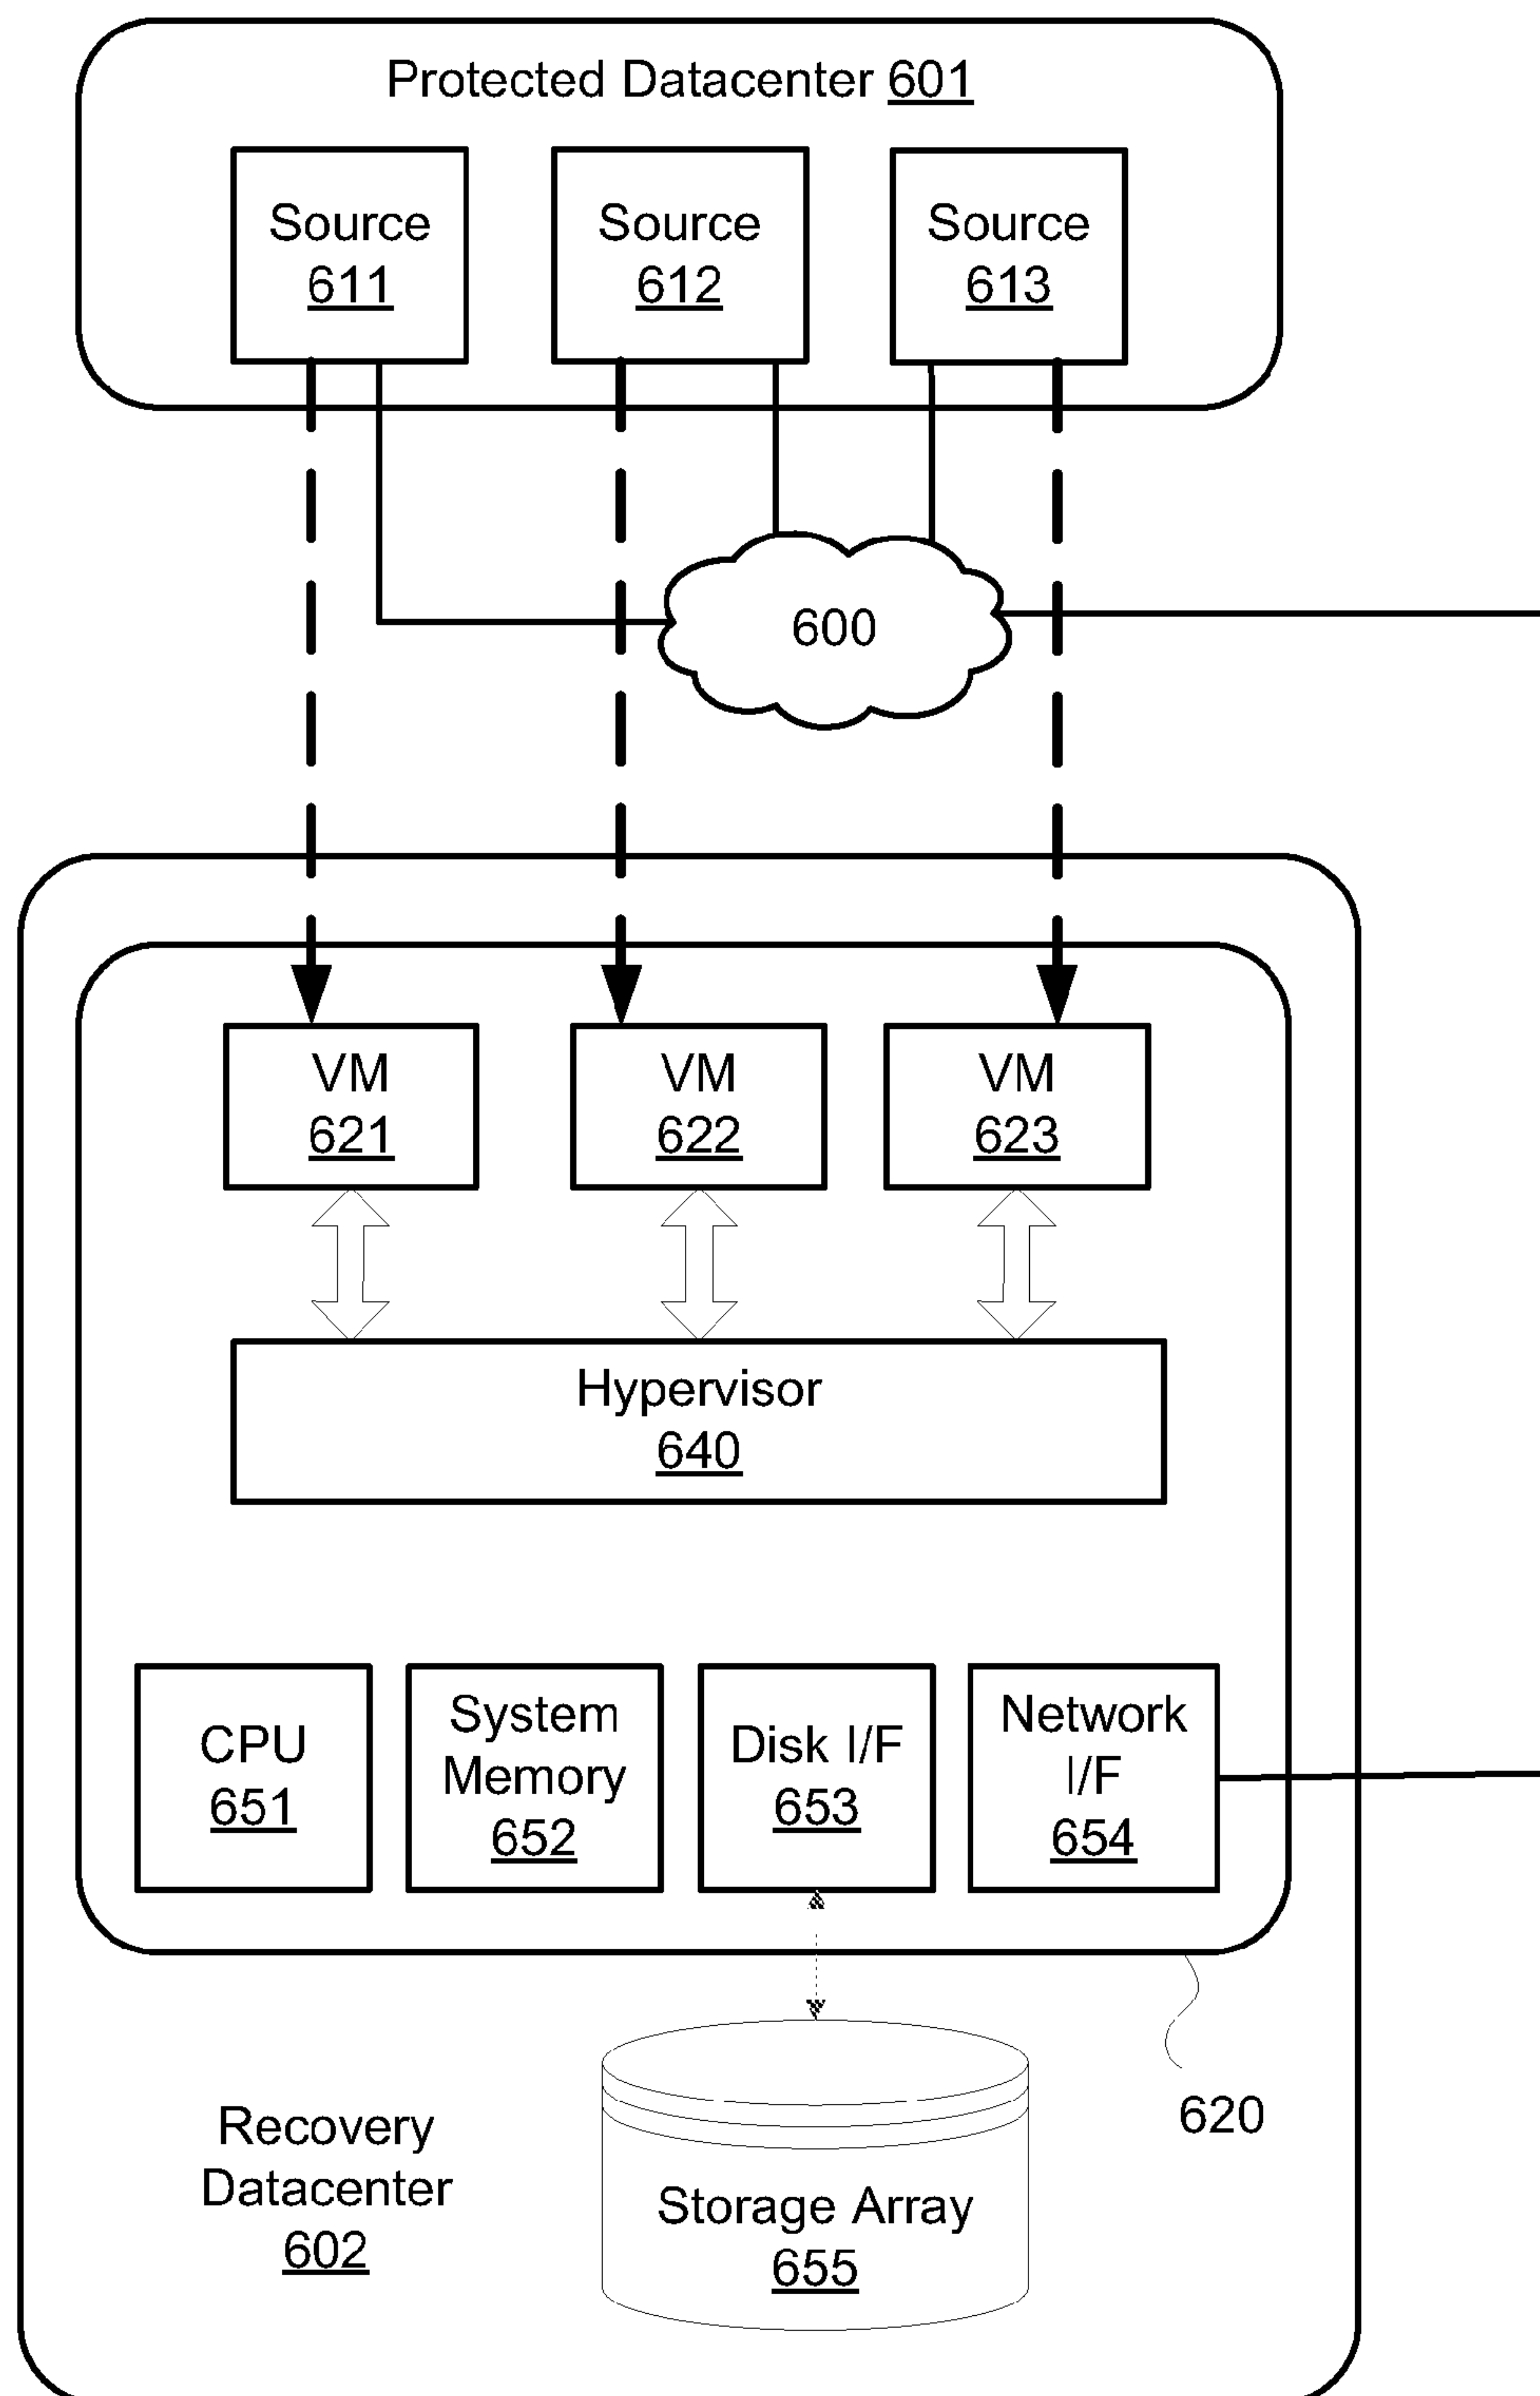 Protected Datacenter 601
Source
611
Source
612
Source
613
600
VM
621
VM
622
VM
623
Hypervisor
640
CPU
651
System
Memory
652
Disk I/F
653
Network
I/F
654
620
Recovery
Datacenter
602
Storage Array
655